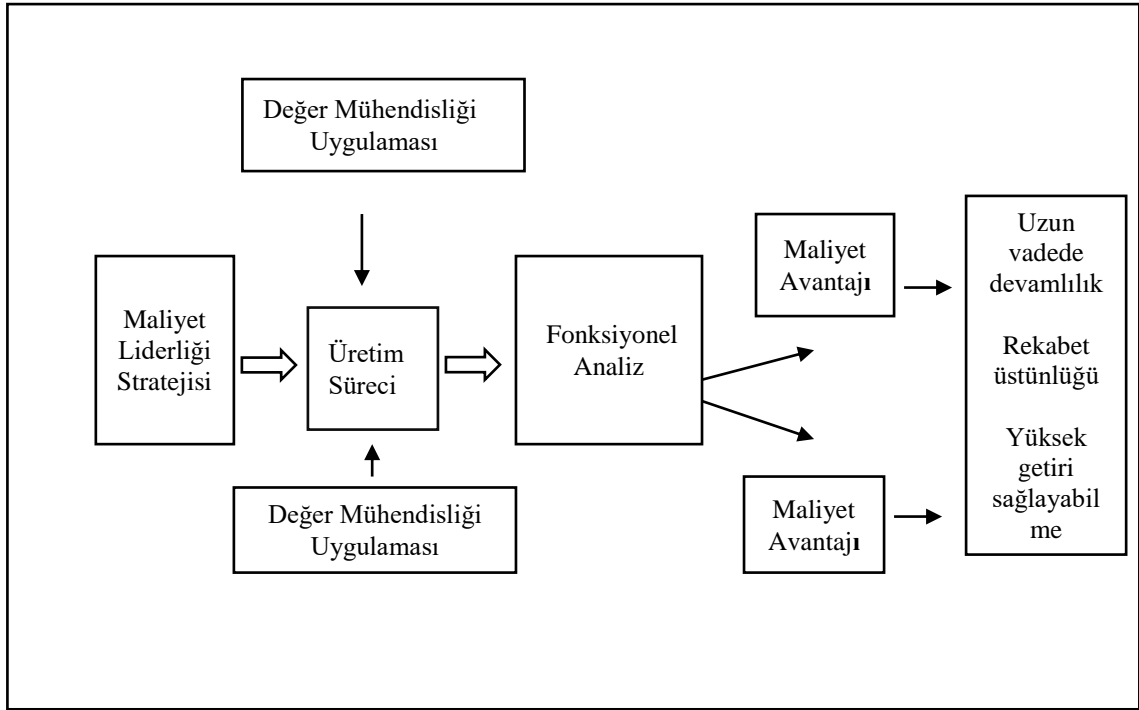 Değer Mühendisliği
Uygulaması
Maliyet
Liderliği
Stratejisi
Üretim
Süreci
Değer Mühendisliği
Uygulaması
Fonksiyonel
Analiz
Maliyet
Avantajı
Maliyet
Avantajı
Uzun
vadede
devamlılık
Rekabet
üstünlüğü
Yüksek
getiri
sağlayabil
me